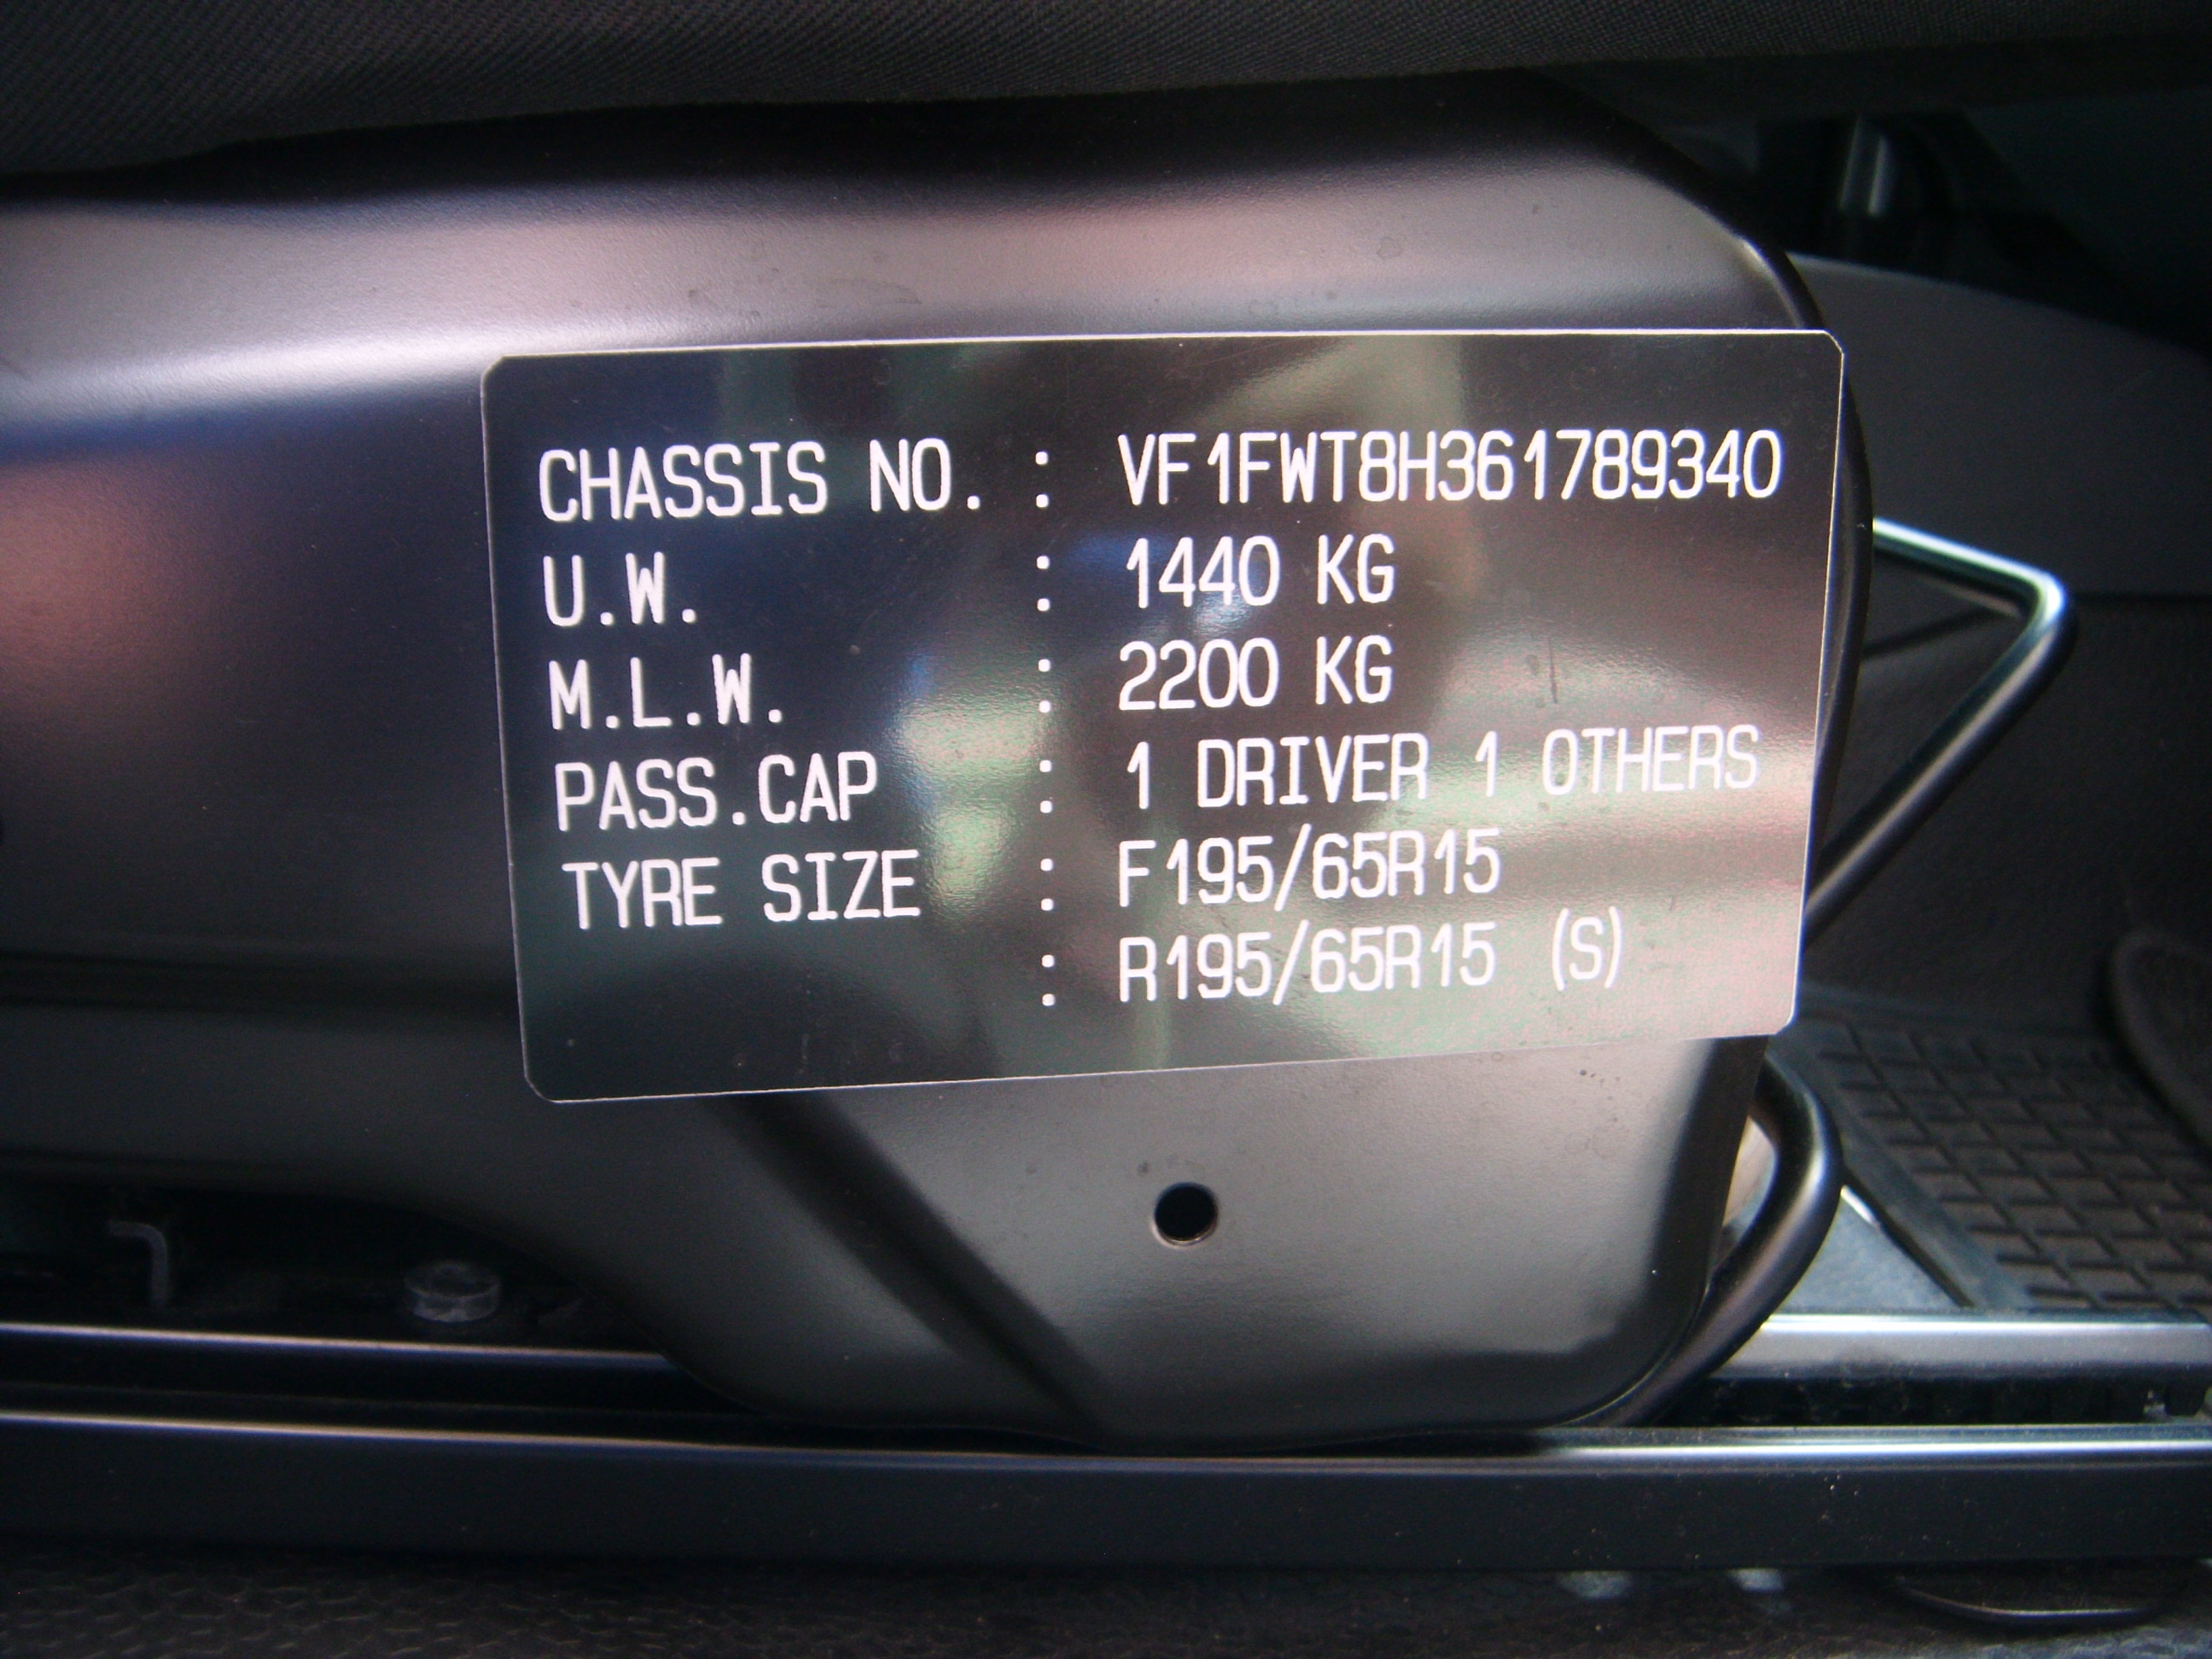 CHASSIS NO. : VF1FWT8H361789340
U.W. : 1440 KG
M.L.W. : 2200 KG
PASS.CAP : 1 DRIVER 1 OTHERS
TYRE SIZE : F195/65R15
: R195/65R15 (S)